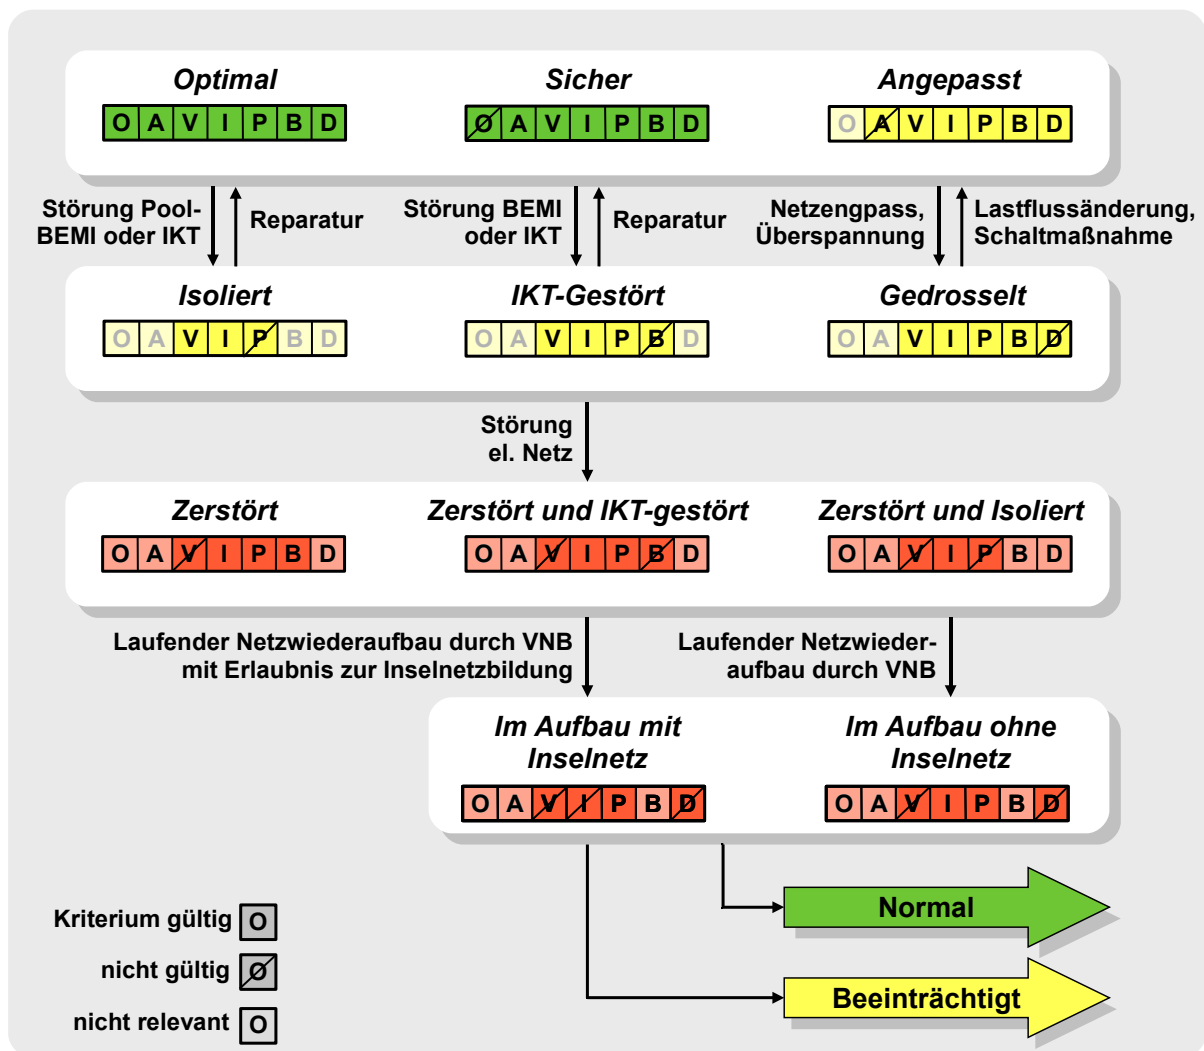 Optimal
O A V I P B D
Sicher
O A V I P B D
Angepasst
O A V I P B D
Störung Pool-
BEMI oder IKT
Reparatur
Störung BEMI
oder IKT
Reparatur
Netzengpass,
Überspannung
Lastflussänderung,
Schaltmaßnahme
Isoliert
O A V I P B D
IKT-Gestört
O A V I P B D
Gedrosselt
O A V I P B D
Störung
el. Netz
Zerstört
O A V I P B D
Zerstört und IKT-gestört
O A V I P B D
Zerstört und Isoliert
O A V I P B D
Laufender Netzwiederaufbau durch VNB
mit Erlaubnis zur Inselnetzbildung
Laufender Netzwieder-
aufbau durch VNB
Im Aufbau mit
Inselnetz
O A V I P B D
Im Aufbau ohne
Inselnetz
O A V I P B D
Normal
Beeinträchtigt
Kriterium gültig O
nicht gültig O
nicht relevant O